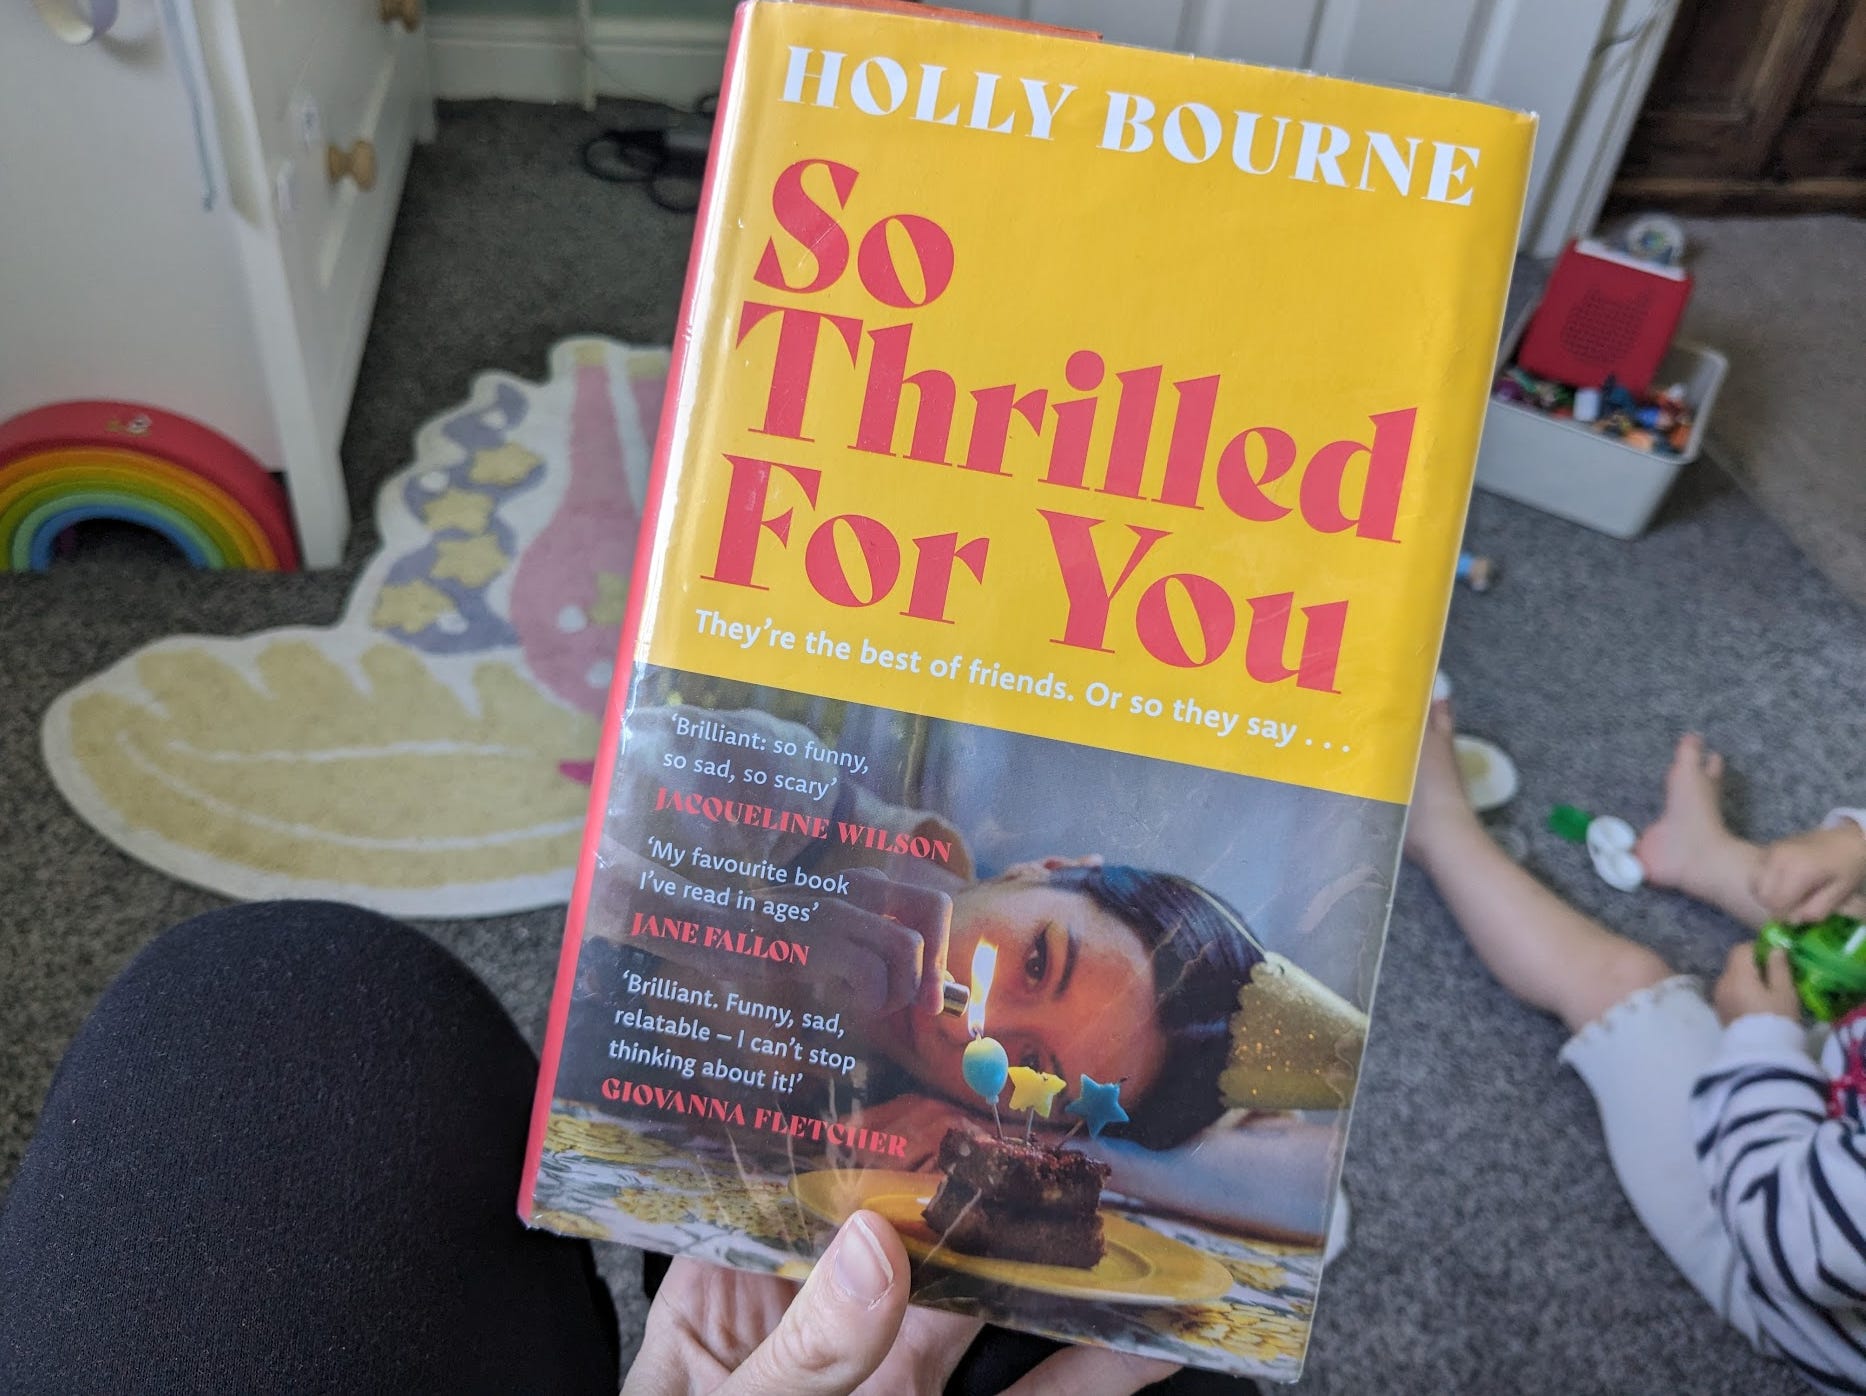 HOLLY BOURNE
So
Thrilled
For You
They're the best of friends. Or so they say . . .
'Brilliant: so funny,
so sad, so scary'
JACQUELINE WILSON
'My favourite book
I've read in ages'
JANE FALLON
'Brilliant. Funny, sad,
relatable – I can't stop
thinking about it!'
GIOVANNA FLETCHER